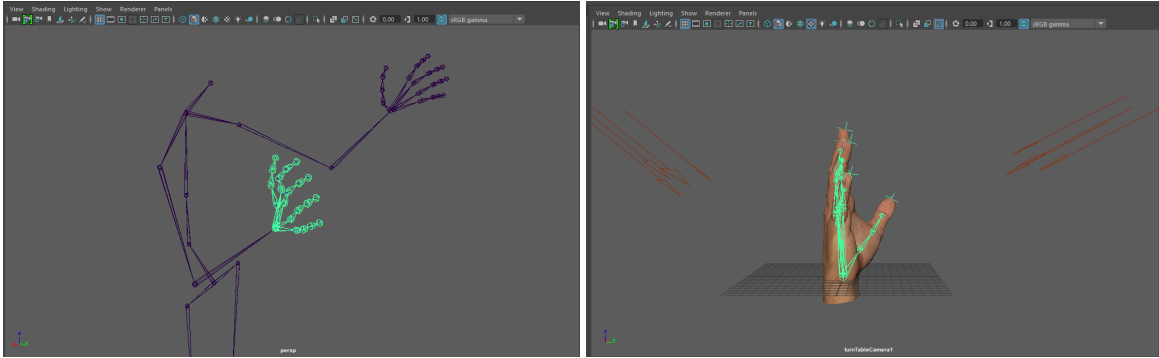 View Shading Lighting Show Renderer Panels
0.00 1.00 sRGB gamma
persp
View Shading Lighting Show Renderer Panels
0.00 1.00 sRGB gamma
turnTableCamera1